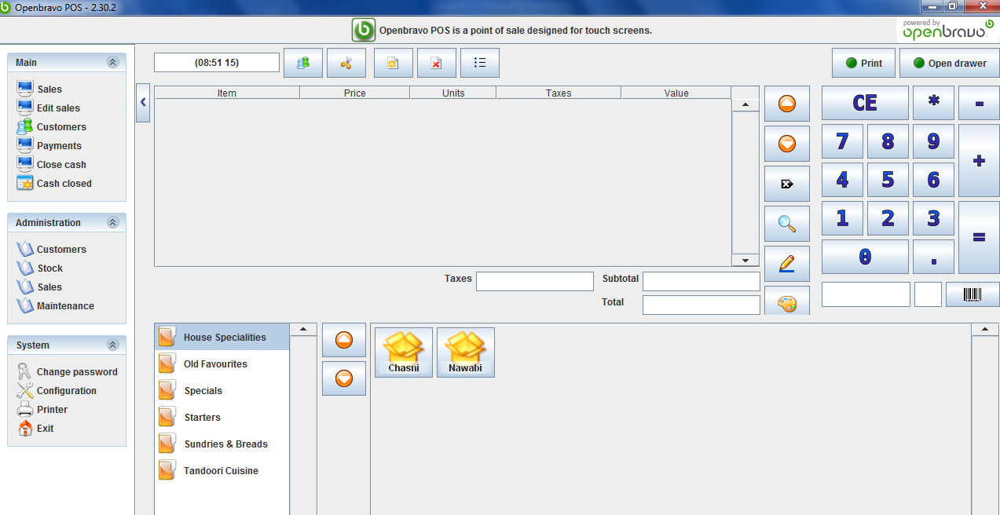 Openbravo POS - 2.30.2
Openbravo POS is a point of sale designed for touch screens.
powered by
openbravo
Main
Sales
Edit sales
Customers
Payments
Close cash
Cash closed
Administration
Customers
Stock
Sales
Maintenance
System
Change password
Configuration
Printer
Exit
(08:51 15)
Print
Open drawer
Item Price Units Taxes Value
CE * -
7 8 9 +
4 5 6
1 2 3 =
0 .
Taxes
Subtotal
Total
House Specialities
Old Favourites
Specials
Starters
Sundries & Breads
Tandoori Cuisine
Chasni
Nawabi